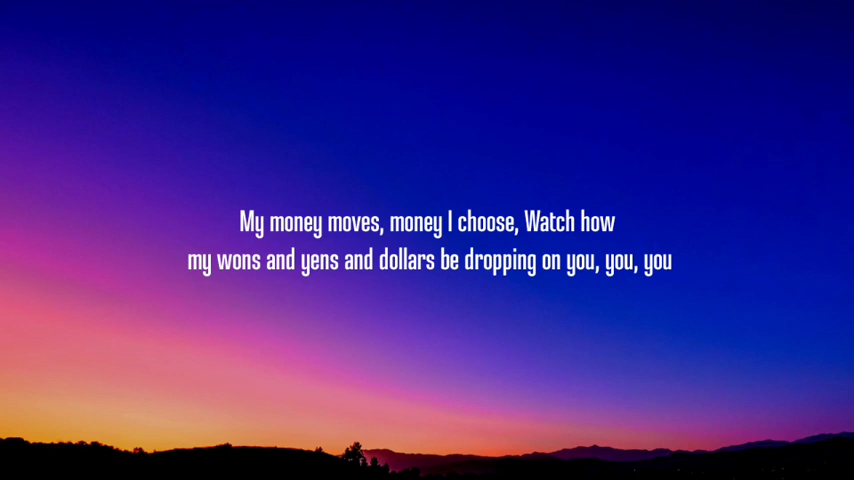 My money moves, money I choose, Watch how
my wons and yens and dollars be dropping on you, you, you